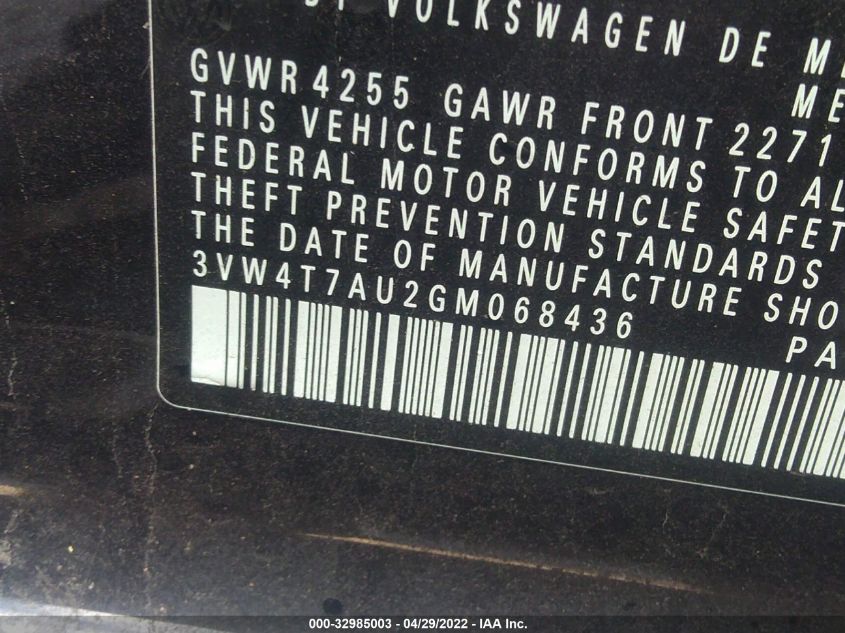 VOLKSWAGEN DE
GVWR 4255 GAWR FRONT 2271
THIS VEHICLE CONFORMS TO AL
FEDERAL MOTOR VEHICLE SAFET
THEFT PREVENTION STANDARDS
THE DATE OF MANUFACTURE SHO
3VW4T7AU2GM068436
PA
000-32985003 - 04/29/2022 - IAA Inc.